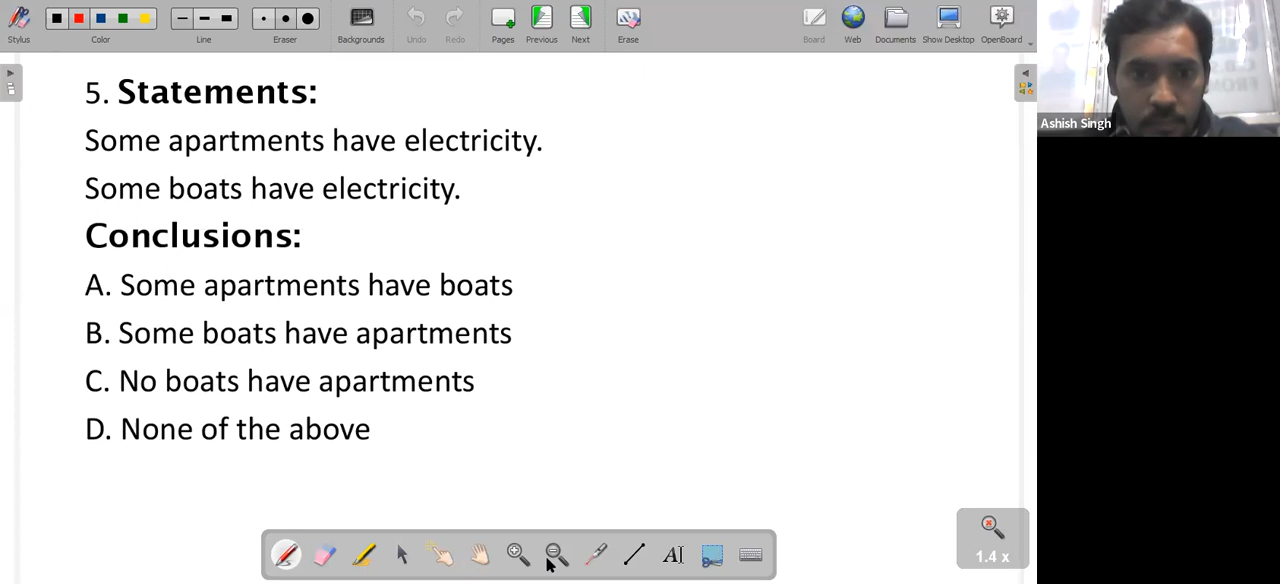 Stylus
Color
Line
Eraser
Backgrounds
Undo
Redo
Pages
Previous
Next
Erase
Board
Web
Documents
Show Desktop
OpenBoard
5. Statements:
Some apartments have electricity.
Some boats have electricity.
Conclusions:
A. Some apartments have boats
B. Some boats have apartments
C. No boats have apartments
D. None of the above
Ashish Singh
AI
1.4 x